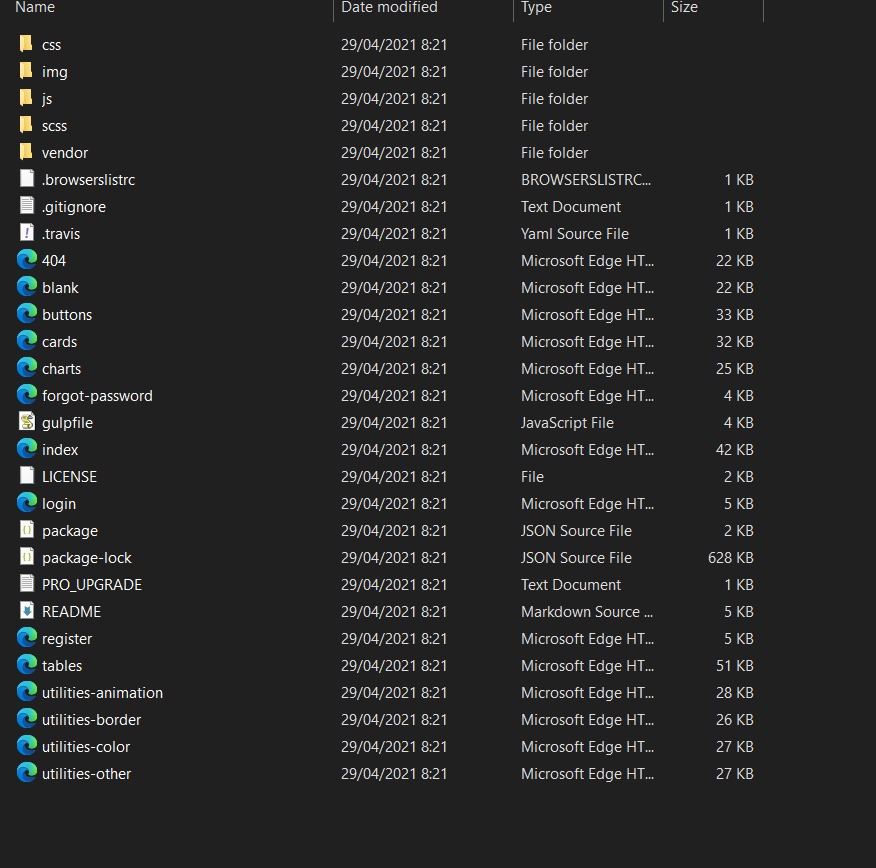 Name Date modified Type Size
css 29/04/2021 8:21 File folder
img 29/04/2021 8:21 File folder
js 29/04/2021 8:21 File folder
scss 29/04/2021 8:21 File folder
vendor 29/04/2021 8:21 File folder
.browserslistrc 29/04/2021 8:21 BROWSERSLISTRC... 1 KB
.gitignore 29/04/2021 8:21 Text Document 1 KB
.travis 29/04/2021 8:21 Yaml Source File 1 KB
404 29/04/2021 8:21 Microsoft Edge HT... 22 KB
blank 29/04/2021 8:21 Microsoft Edge HT... 22 KB
buttons 29/04/2021 8:21 Microsoft Edge HT... 33 KB
cards 29/04/2021 8:21 Microsoft Edge HT... 32 KB
charts 29/04/2021 8:21 Microsoft Edge HT... 25 KB
forgot-password 29/04/2021 8:21 Microsoft Edge HT... 4 KB
gulpfile 29/04/2021 8:21 JavaScript File 4 KB
index 29/04/2021 8:21 Microsoft Edge HT... 42 KB
LICENSE 29/04/2021 8:21 File 2 KB
login 29/04/2021 8:21 Microsoft Edge HT... 5 KB
package 29/04/2021 8:21 JSON Source File 2 KB
package-lock 29/04/2021 8:21 JSON Source File 628 KB
PRO_UPGRADE 29/04/2021 8:21 Text Document 1 KB
README 29/04/2021 8:21 Markdown Source ... 5 KB
register 29/04/2021 8:21 Microsoft Edge HT... 5 KB
tables 29/04/2021 8:21 Microsoft Edge HT... 51 KB
utilities-animation 29/04/2021 8:21 Microsoft Edge HT... 28 KB
utilities-border 29/04/2021 8:21 Microsoft Edge HT... 26 KB
utilities-color 29/04/2021 8:21 Microsoft Edge HT... 27 KB
utilities-other 29/04/2021 8:21 Microsoft Edge HT... 27 KB